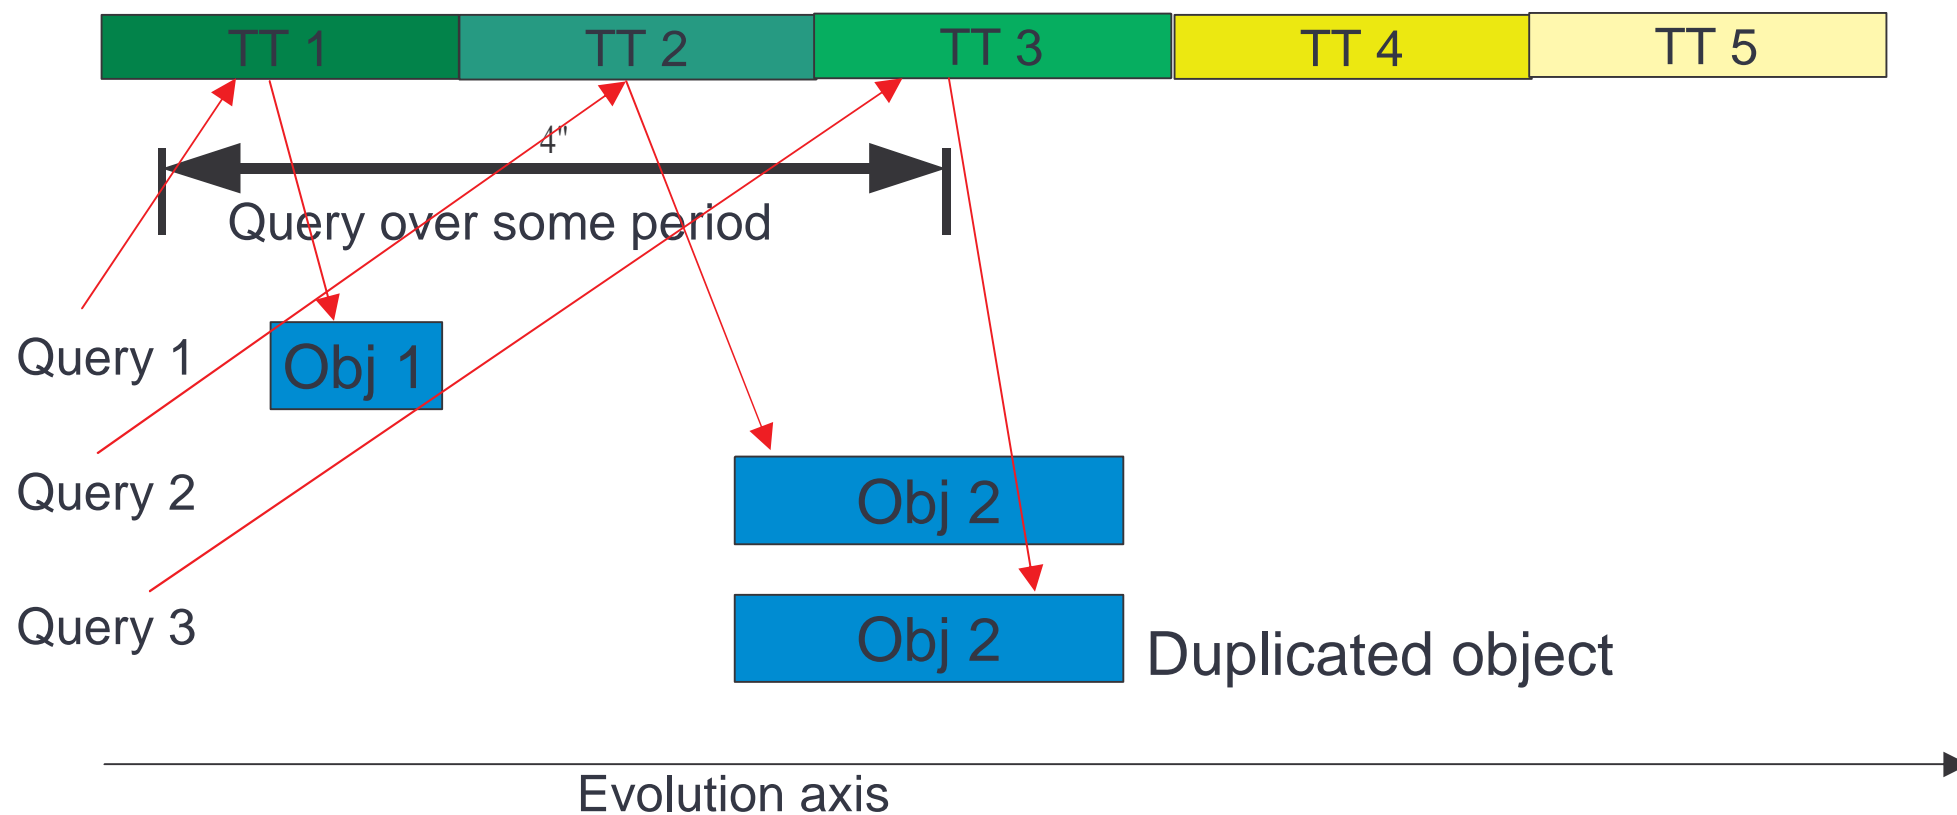 TT 1 TT 2 TT 3 TT 4 TT 5
4"
Query over some period
Query 1
Obj 1
Query 2
Obj 2
Query 3
Obj 2
Duplicated object
Evolution axis